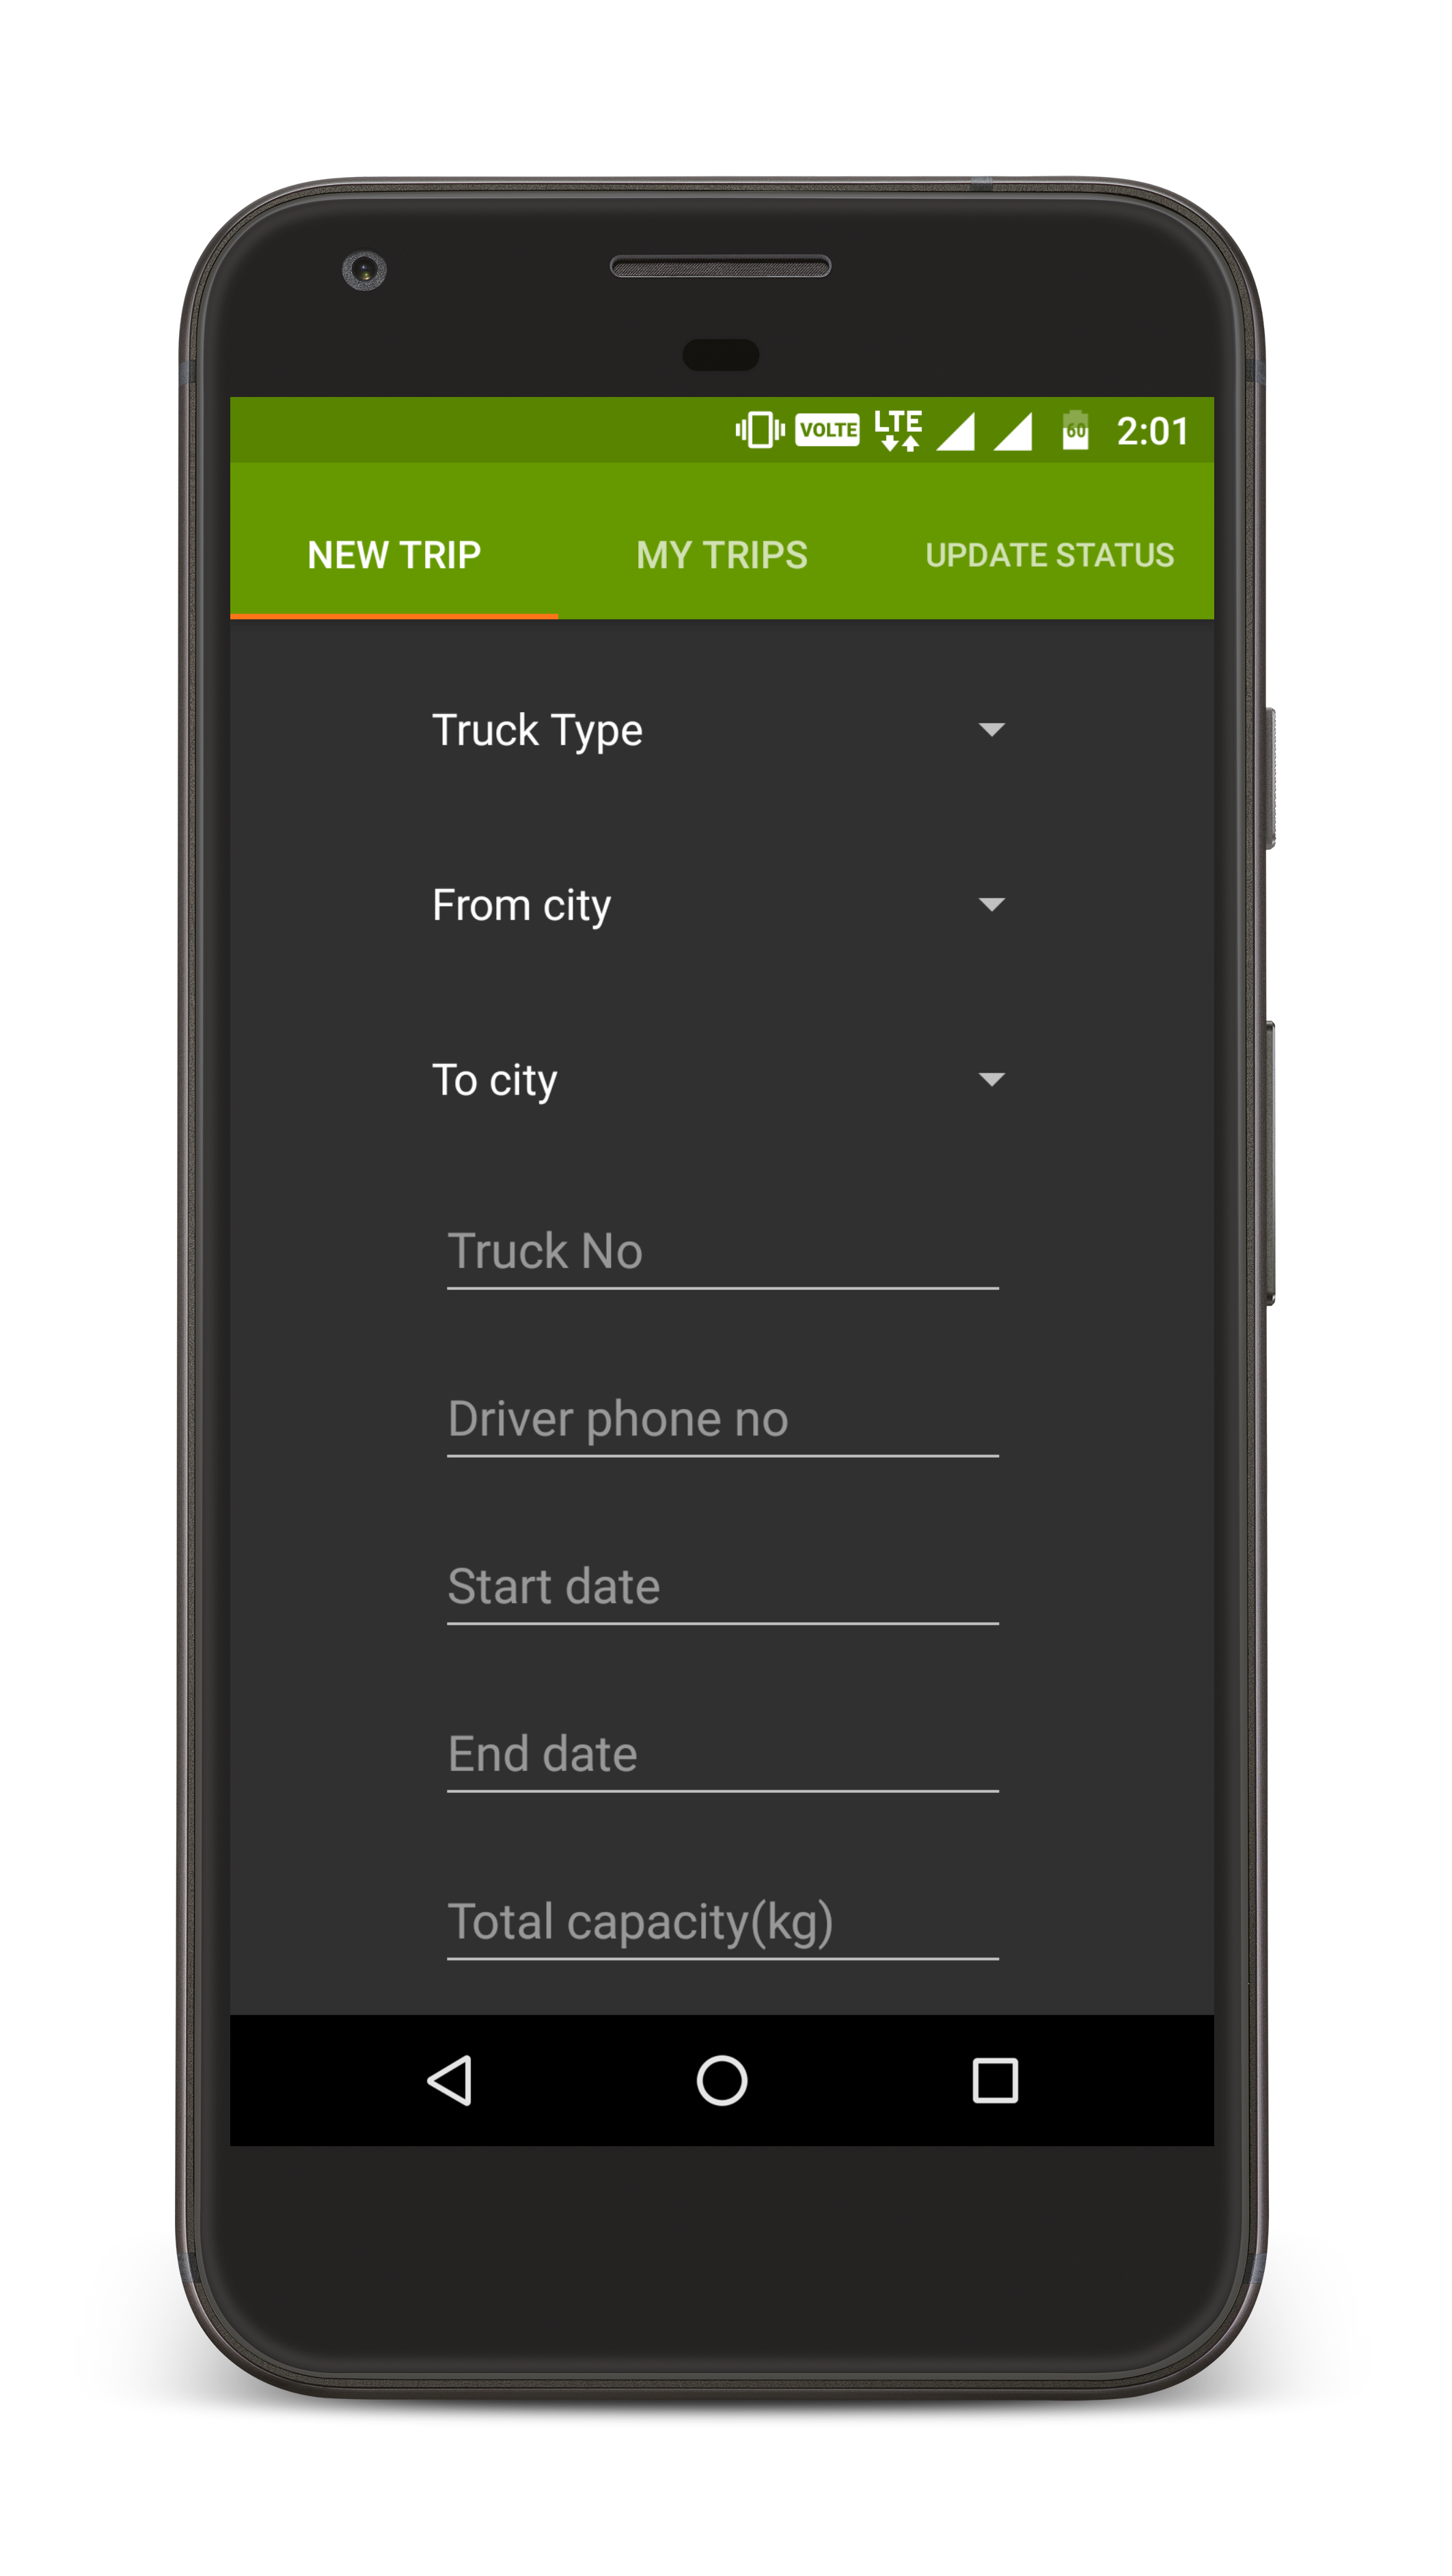 VOLTE LTE 60 2:01
NEW TRIP MY TRIPS UPDATE STATUS
Truck Type
From city
To city
Truck No
Driver phone no
Start date
End date
Total capacity(kg)